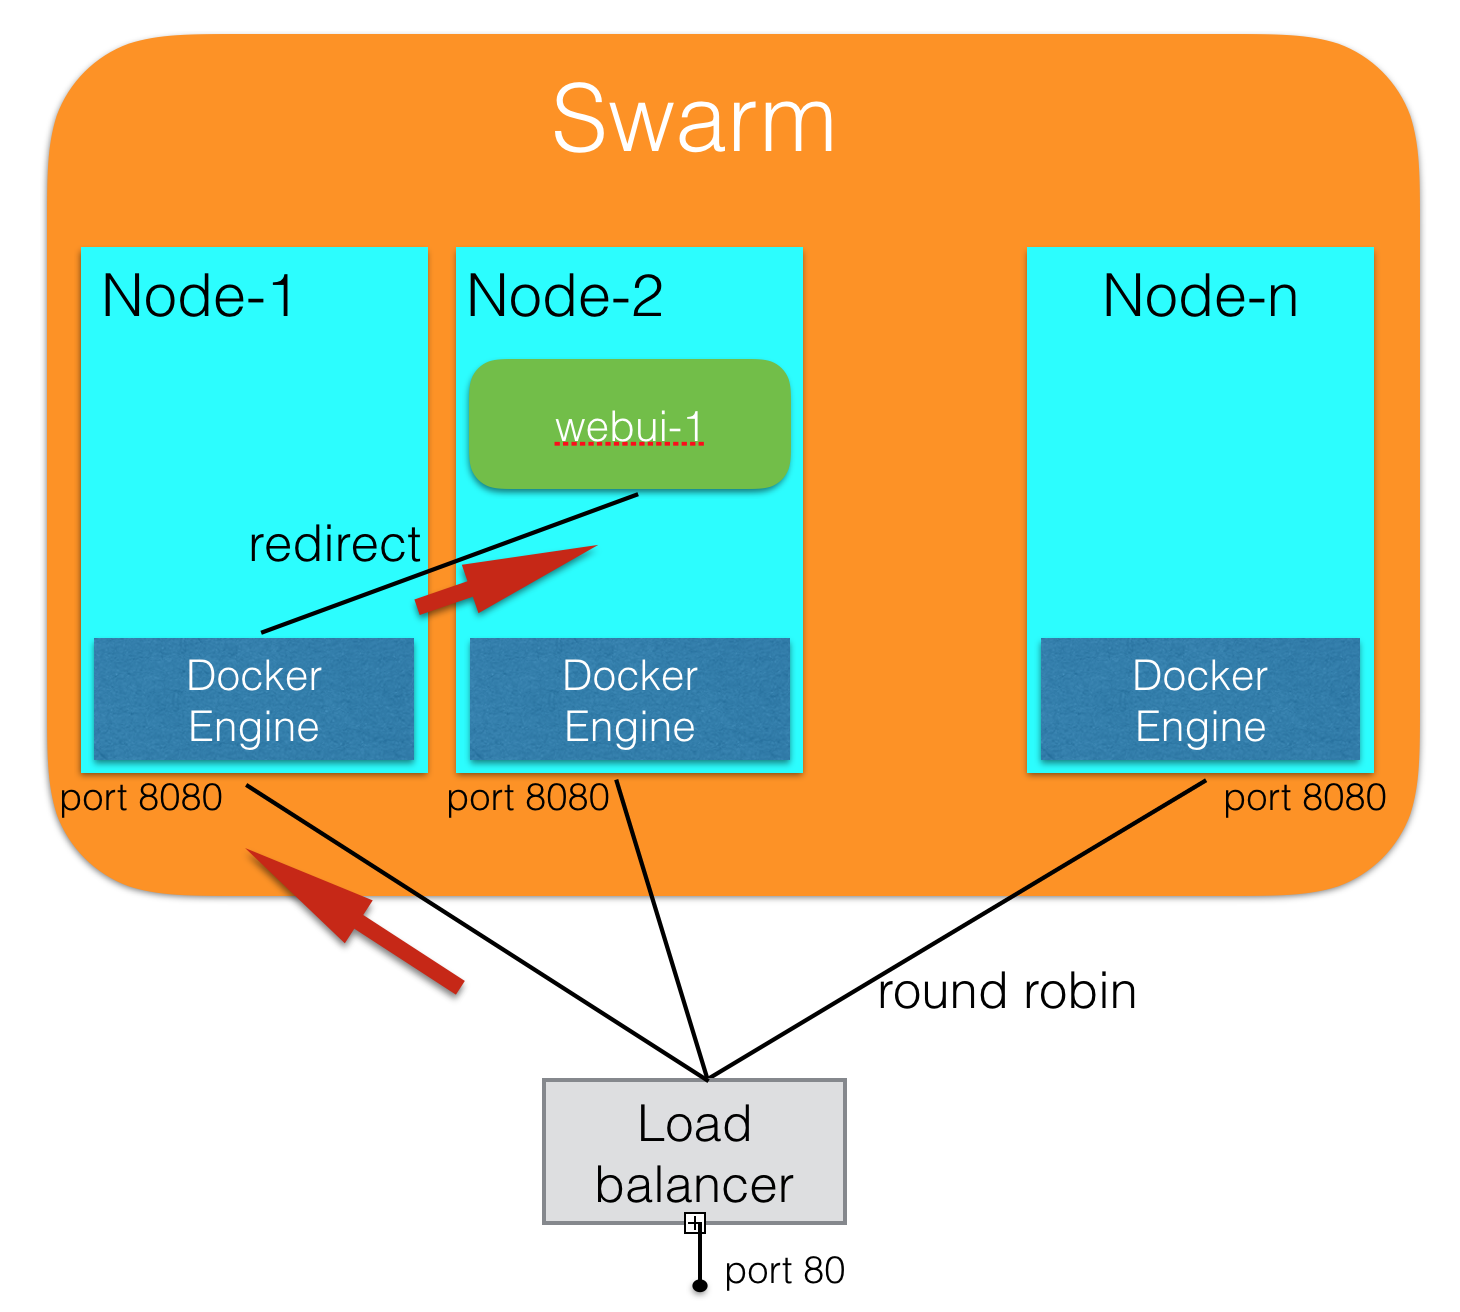 Swarm
Node-1
Node-2
Node-n
webui-1
redirect
Docker
Engine
Docker
Engine
Docker
Engine
port 8080
port 8080
port 8080
round robin
Load
balancer
port 80